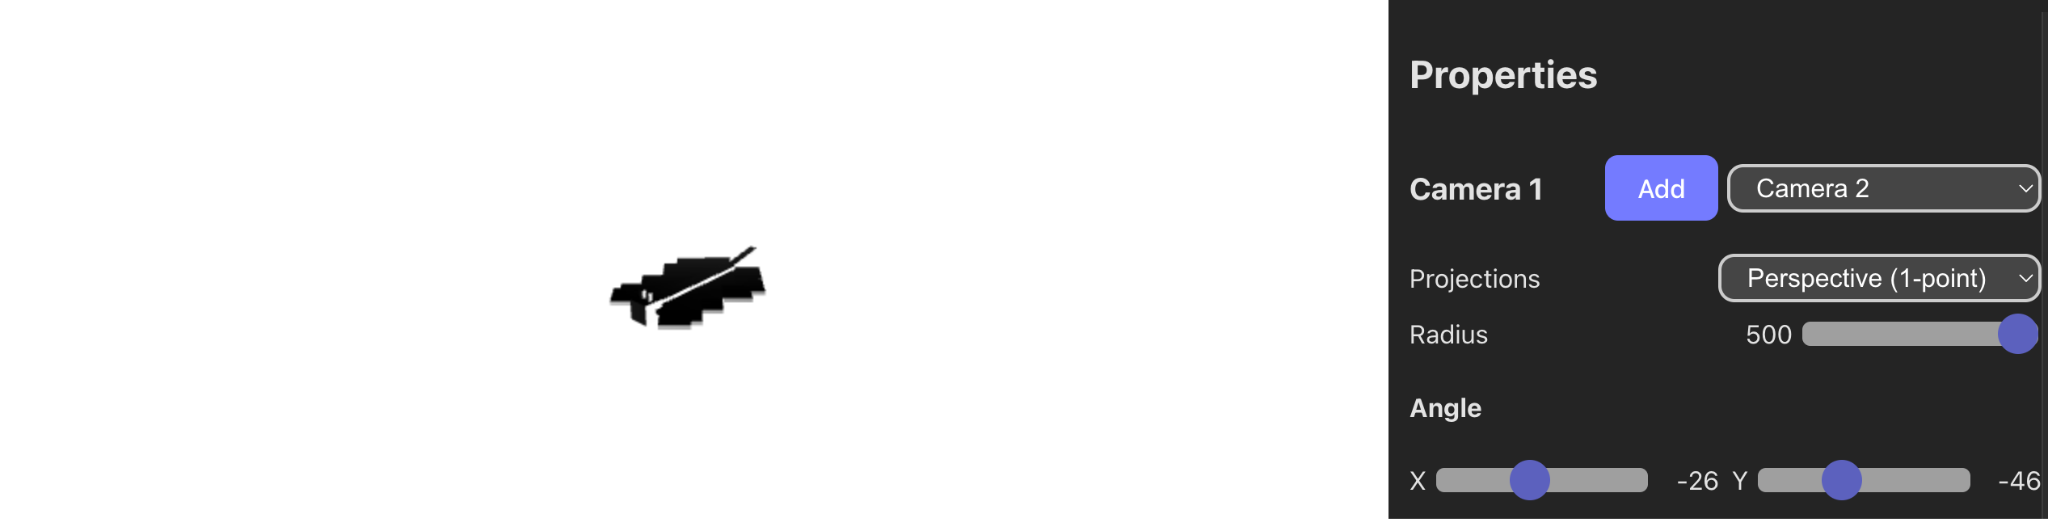 Properties
Camera 1 Add Camera 2
Projections Perspective (1-point)
Radius 500
Angle
X -26 Y -46